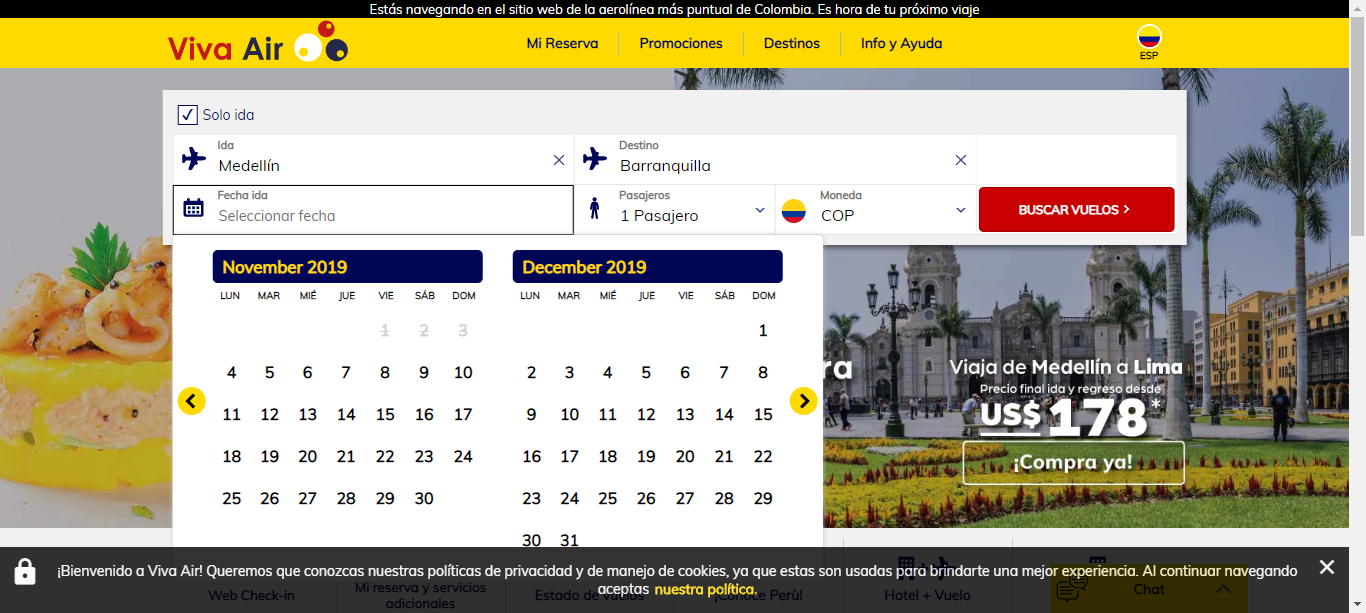 Estás navegando en el sitio web de la aerolínea más puntual de Colombia. Es hora de tu próximo viaje
Viva Air
Mi Reserva
Promociones
Destinos
Info y Ayuda
ESP
Solo ida
Ida
Medellín
Destino
Barranquilla
Fecha ida
Seleccionar fecha
Pasajeros
1 Pasajero
Moneda
COP
BUSCAR VUELOS
November 2019
LUN MAR MIÉ JUE VIE SÁB DOM
1 2 3
4 5 6 7 8 9 10
11 12 13 14 15 16 17
18 19 20 21 22 23 24
25 26 27 28 29 30
December 2019
LUN MAR MIÉ JUE VIE SÁB DOM
1
2 3 4 5 6 7 8
9 10 11 12 13 14 15
16 17 18 19 20 21 22
23 24 25 26 27 28 29
30 31
ra
Viaja de Medellín a Lima
Precio final ida y regreso desde
US$ 178*
¡Compra ya!
¡Bienvenido a Viva Air! Queremos que conozcas nuestras políticas de privacidad y de manejo de cookies, ya que estas son usadas para brindarte una mejor experiencia. Al continuar navegando
aceptas nuestra política.
Web Check-in
Mi reserva y servicios
adicionales
Estado de vuelos
¡Conoce Perú!
Hotel + Vuelo
Chat